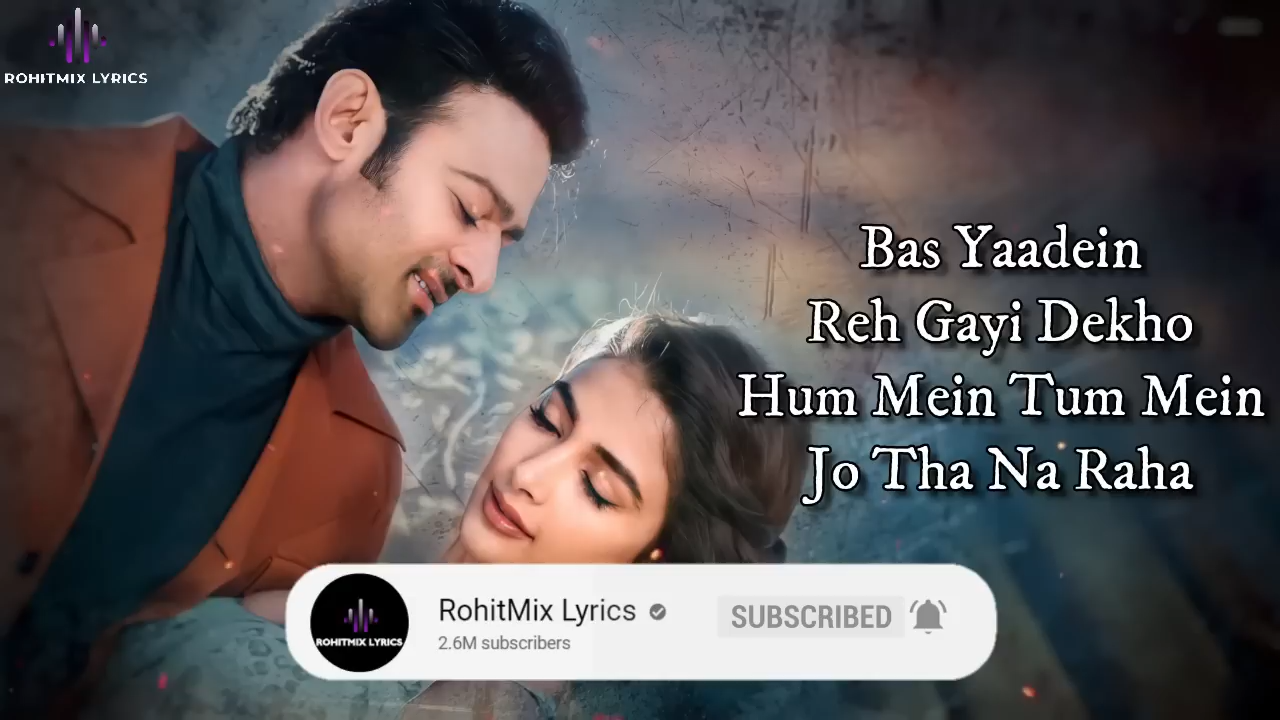 ROHITMIX LYRICS
Bas Yaadein
Reh Gayi Dekho
Hum Mein Tum Mein
Jo Tha Na Raha
ROHITMIX LYRICS
RohitMix Lyrics
2.6M subscribers
SUBSCRIBED